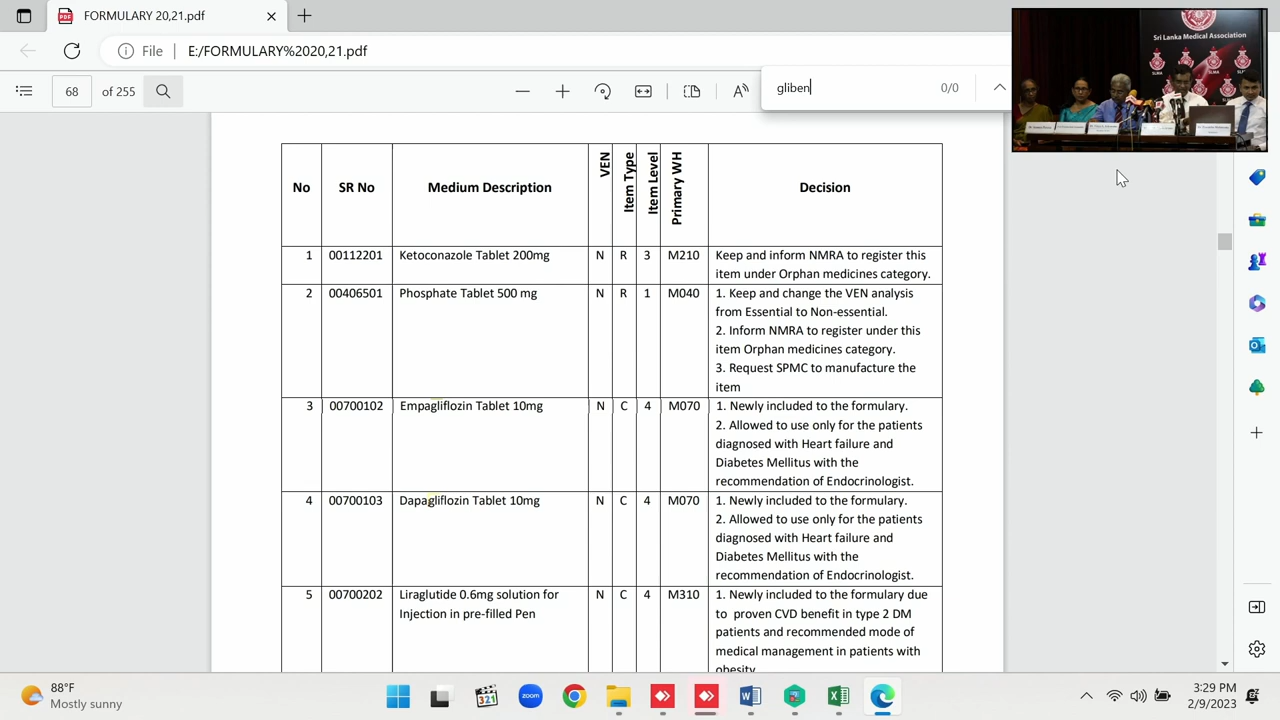 FORMULARY 20,21.pdf
File E:/FORMULARY%2020,21.pdf
68 of 255
gliben 0/0
Sri Lanka Medical Association
SLMA
No SR No Medium Description VEN Item Type Item Level Primary WH Decision
1 00112201 Ketoconazole Tablet 200mg N R 3 M210 Keep and inform NMRA to register this
item under Orphan medicines category.
2 00406501 Phosphate Tablet 500 mg N R 1 M040 1. Keep and change the VEN analysis
from Essential to Non-essential.
2. Inform NMRA to register under this
item Orphan medicines category.
3. Request SPMC to manufacture the
item
3 00700102 Empagliflozin Tablet 10mg N C 4 M070 1. Newly included to the formulary.
2. Allowed to use only for the patients
diagnosed with Heart failure and
Diabetes Mellitus with the
recommendation of Endocrinologist.
4 00700103 Dapagliflozin Tablet 10mg N C 4 M070 1. Newly included to the formulary.
2. Allowed to use only for the patients
diagnosed with Heart failure and
Diabetes Mellitus with the
recommendation of Endocrinologist.
5 00700202 Liraglutide 0.6mg solution for N C 4 M310 1. Newly included to the formulary due
Injection in pre-filled Pen to proven CVD benefit in type 2 DM
patients and recommended mode of
medical management in patients with
obesity
88°F
Mostly sunny
321
zoom
3:29 PM
2/9/2023